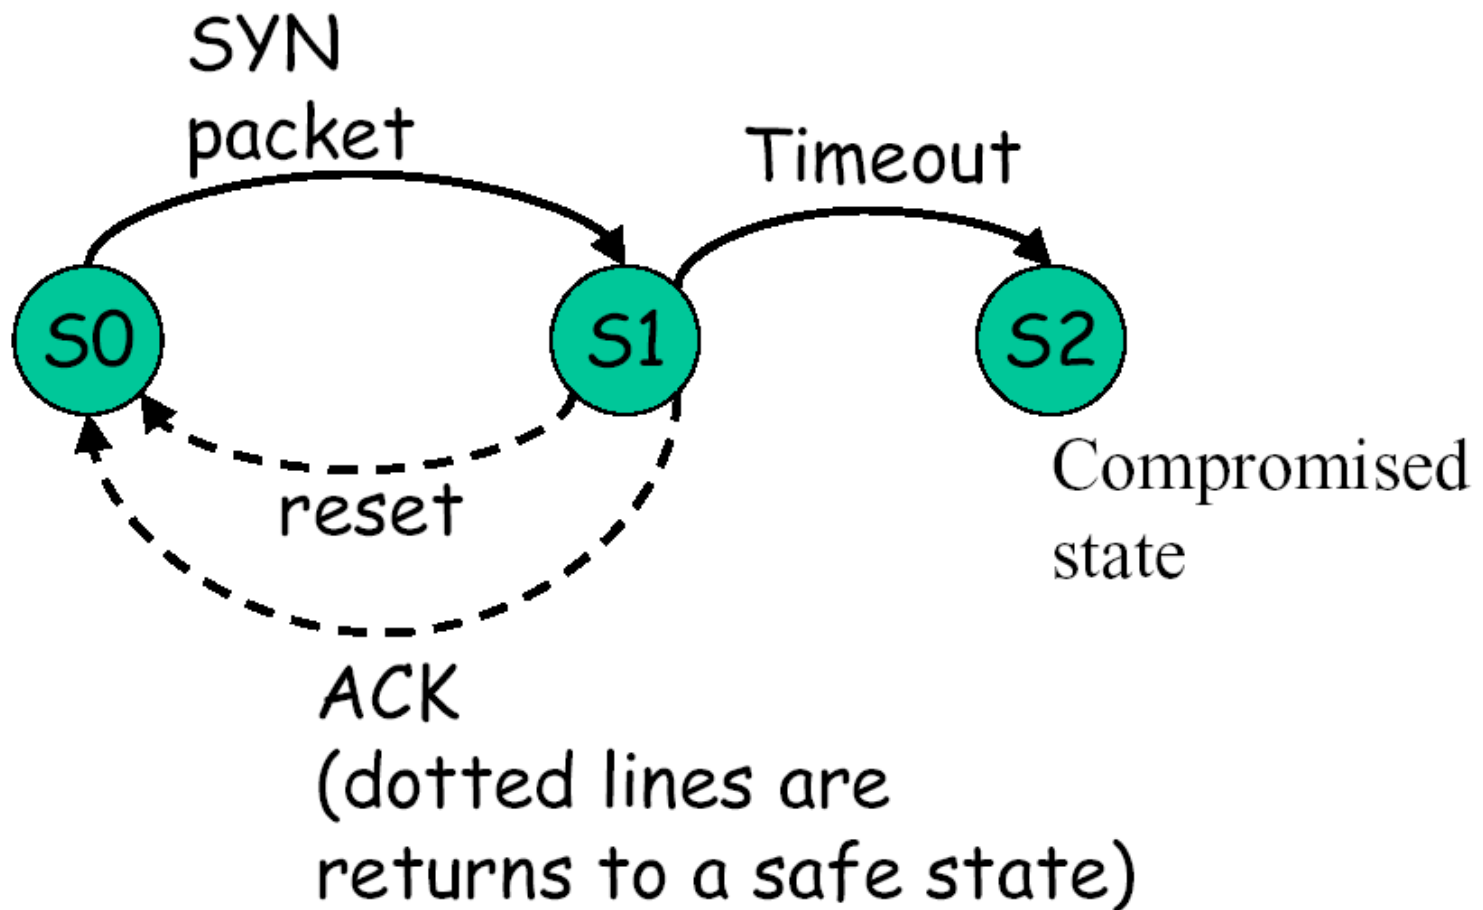 SYN
packet
Timeout
S0
S1
S2
Compromised
state
reset
ACK
(dotted lines are
returns to a safe state)